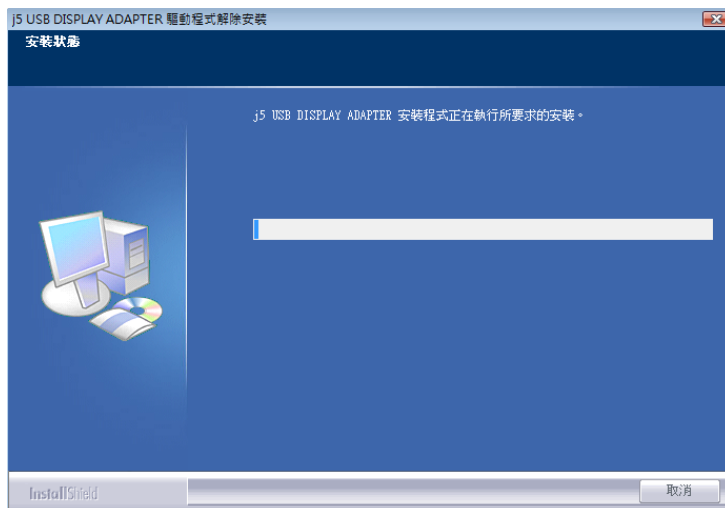 j5 USB DISPLAY ADAPTER 驅動程式解除安裝
安裝狀態
j5 USB DISPLAY ADAPTER 安裝程式正在執行所要求的安裝。
InstallShield
取消